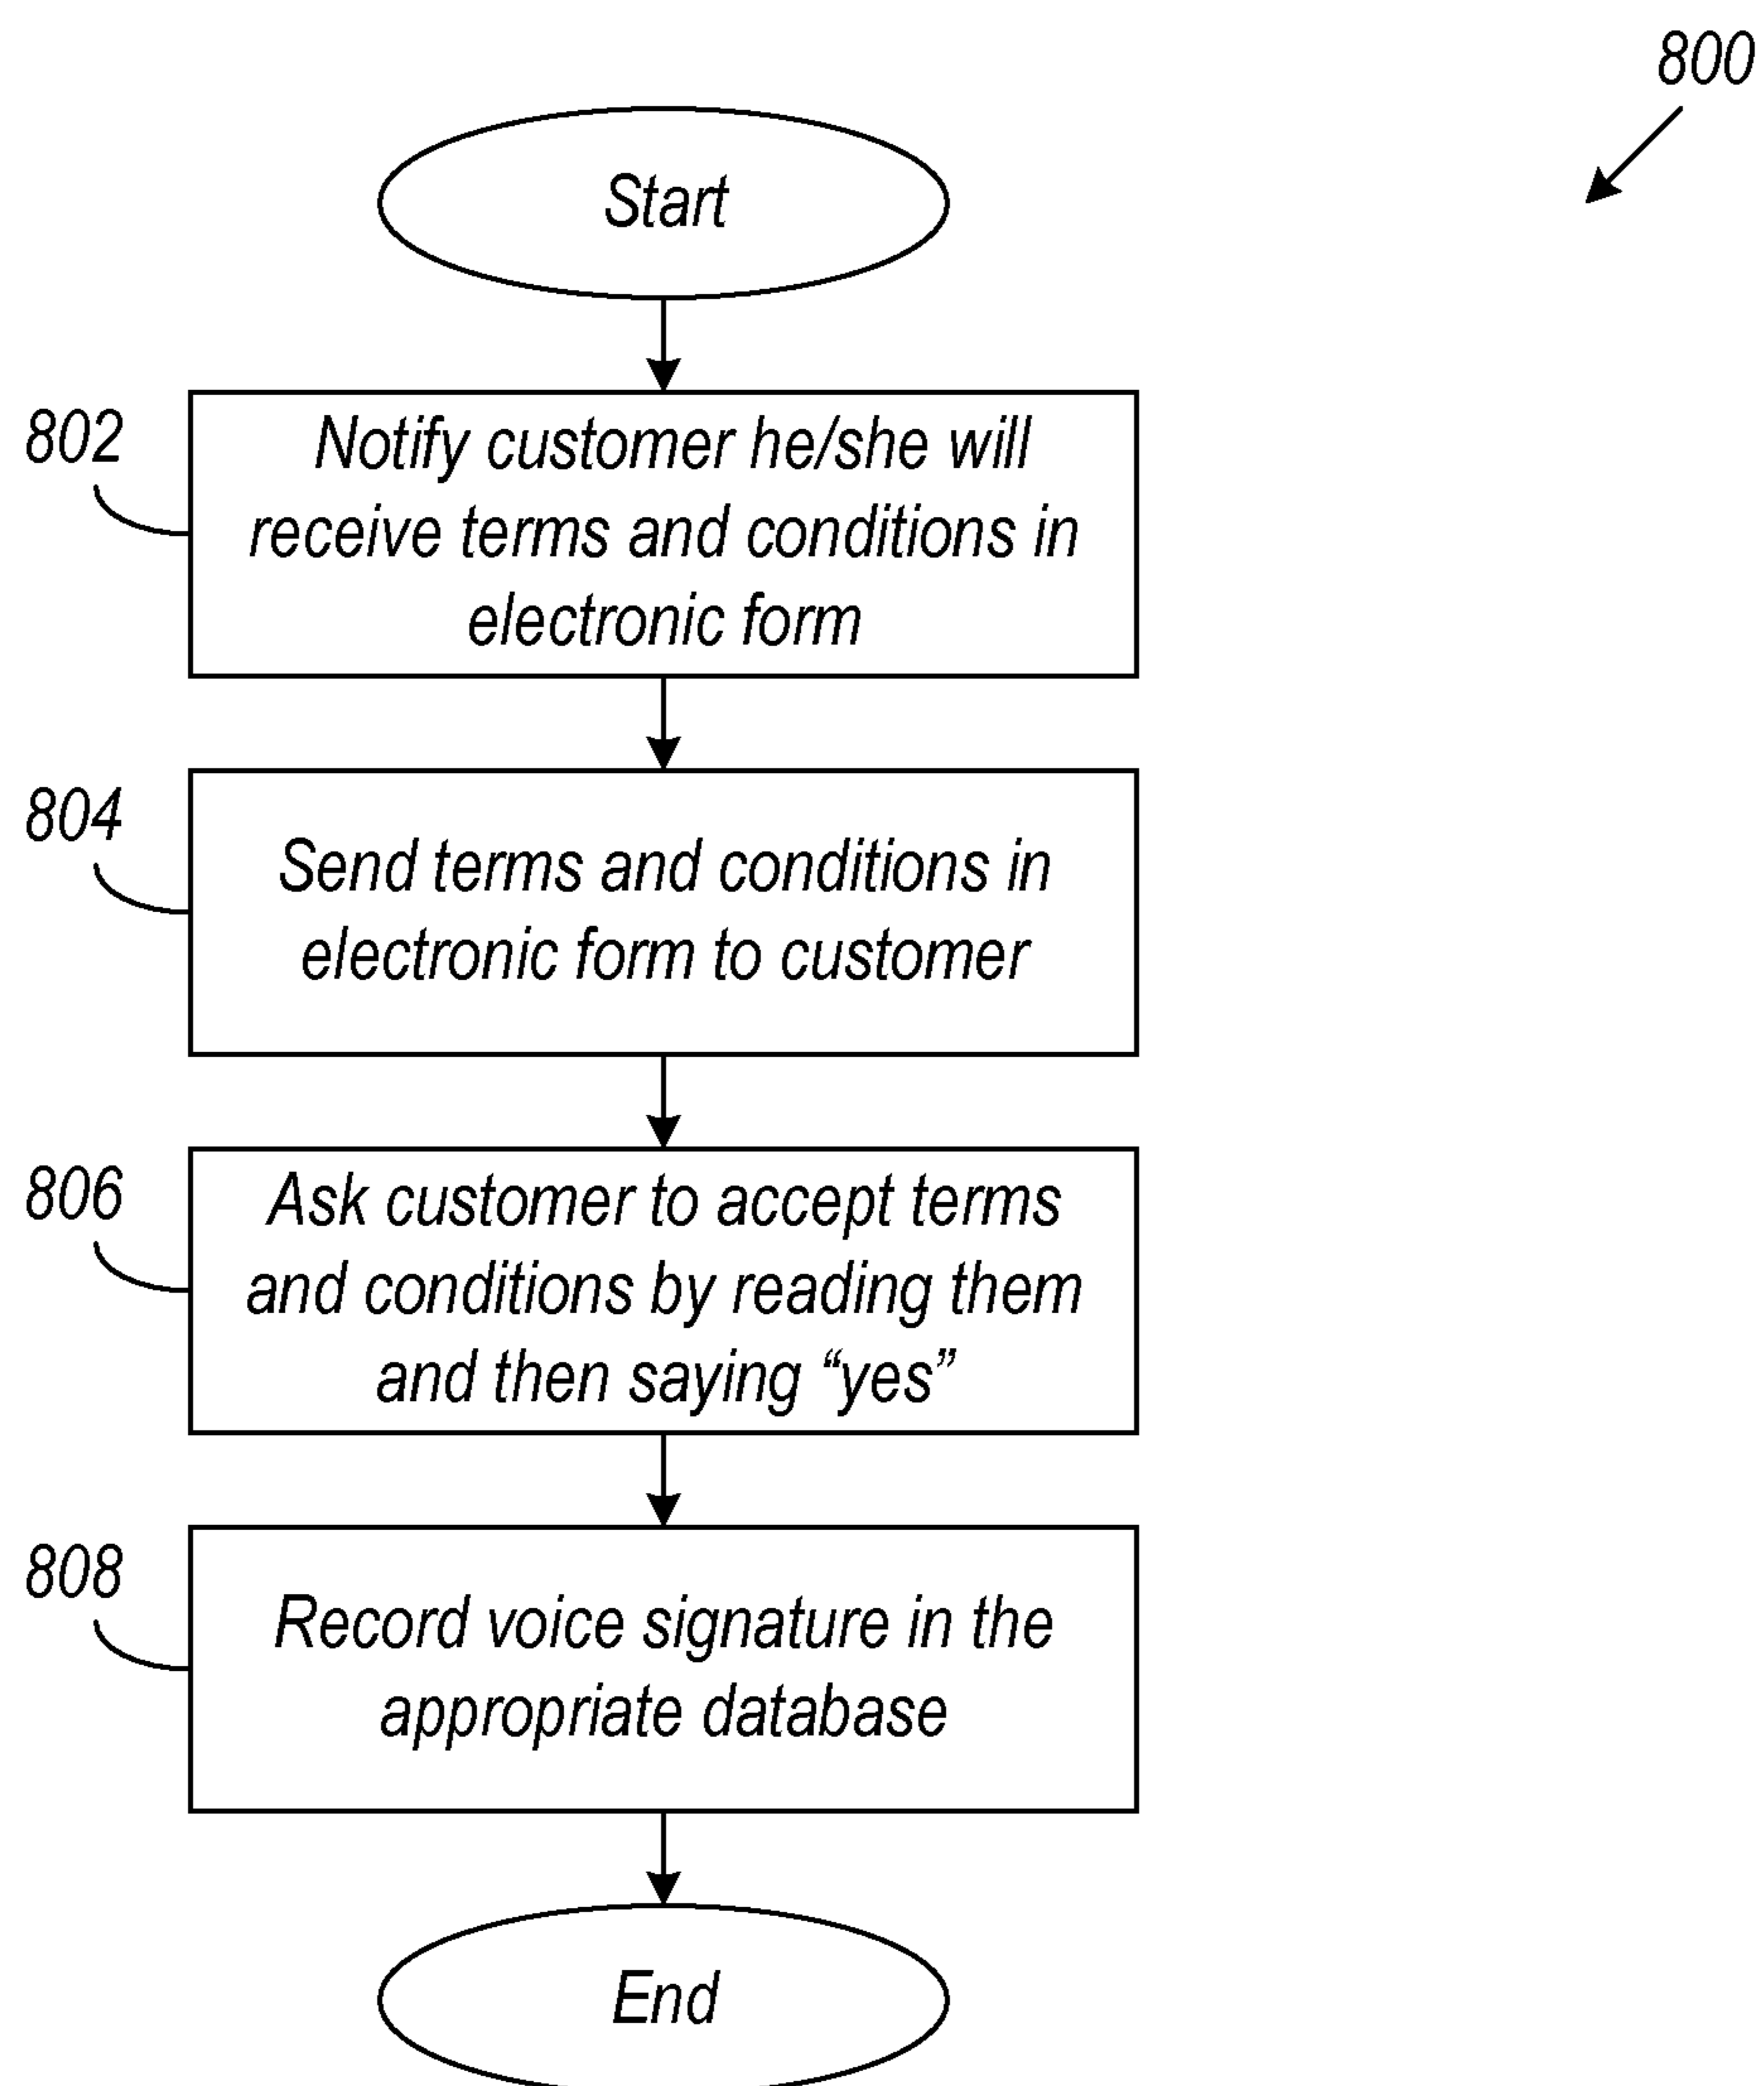 800
Start
802
Notify customer he/she will
receive terms and conditions in
electronic form
804
Send terms and conditions in
electronic form to customer
806
Ask customer to accept terms
and conditions by reading them
and then saying “yes”
808
Record voice signature in the
appropriate database
End